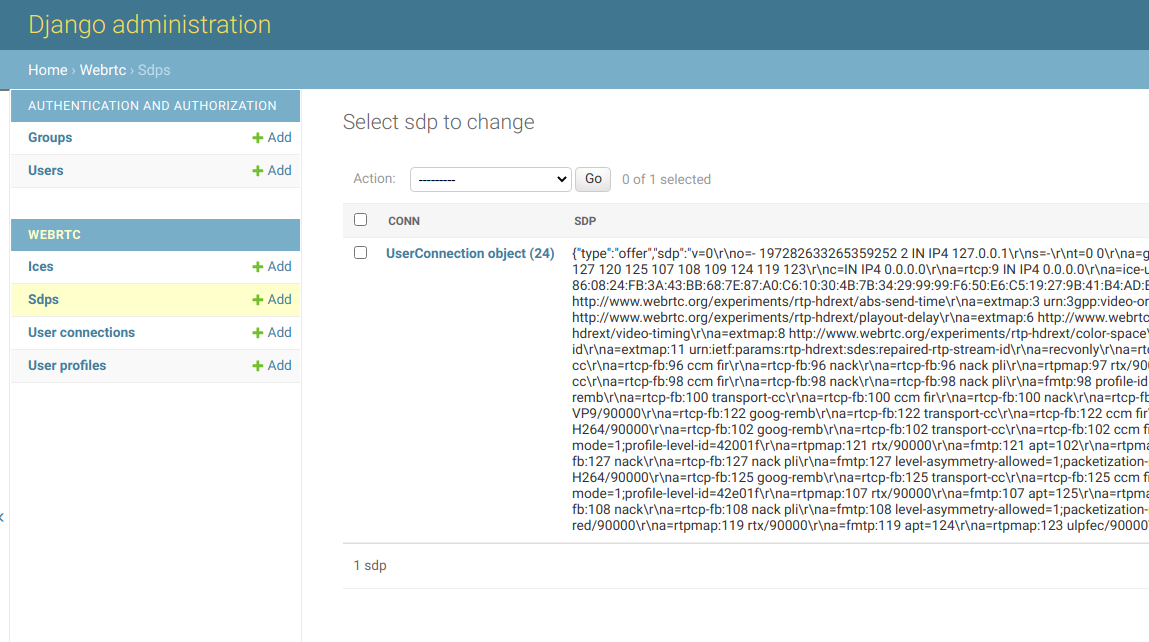 Django administration
Home › Webrtc › Sdps
AUTHENTICATION AND AUTHORIZATION
Groups + Add
Users + Add
WEBRTC
Ices + Add
Sdps + Add
User connections + Add
User profiles + Add
Select sdp to change
Action: --------- Go 0 of 1 selected
CONN SDP
UserConnection object (24) {"type":"offer","sdp":"v=0\r\no=- 197282633265359252 2 IN IP4 127.0.0.1\r\ns=-\r\nt=0 0\r\na=g
127 120 125 107 108 109 124 119 123\r\nc=IN IP4 0.0.0.0\r\na=rtcp:9 IN IP4 0.0.0.0\r\na=ice-u
86:08:24:FB:3A:43:BB:68:7E:87:A0:C6:10:30:4B:7B:34:29:99:99:F6:50:E6:C5:19:27:9B:41:B4:AD:E
http://www.webrtc.org/experiments/rtp-hdrext/abs-send-time\r\na=extmap:3 urn:3gpp:video-or
http://www.webrtc.org/experiments/rtp-hdrext/playout-delay\r\na=extmap:6 http://www.webrtc
hdrext/video-timing\r\na=extmap:8 http://www.webrtc.org/experiments/rtp-hdrext/color-space\
id\r\na=extmap:11 urn:ietf:params:rtp-hdrext:sdes:repaired-rtp-stream-id\r\na=recvonly\r\na=rtc
cc\r\na=rtcp-fb:96 ccm fir\r\na=rtcp-fb:96 nack\r\na=rtcp-fb:96 nack pli\r\na=rtpmap:97 rtx/900
cc\r\na=rtcp-fb:98 ccm fir\r\na=rtcp-fb:98 nack\r\na=rtcp-fb:98 nack pli\r\na=fmtp:98 profile-id
remb\r\na=rtcp-fb:100 transport-cc\r\na=rtcp-fb:100 ccm fir\r\na=rtcp-fb:100 nack\r\na=rtcp-fb
VP9/90000\r\na=rtcp-fb:122 goog-remb\r\na=rtcp-fb:122 transport-cc\r\na=rtcp-fb:122 ccm fir\
H264/90000\r\na=rtcp-fb:102 goog-remb\r\na=rtcp-fb:102 transport-cc\r\na=rtcp-fb:102 ccm fi
mode=1;profile-level-id=42001f\r\na=rtpmap:121 rtx/90000\r\na=fmtp:121 apt=102\r\na=rtpma
fb:127 nack\r\na=rtcp-fb:127 nack pli\r\na=fmtp:127 level-asymmetry-allowed=1;packetization-
H264/90000\r\na=rtcp-fb:125 goog-remb\r\na=rtcp-fb:125 transport-cc\r\na=rtcp-fb:125 ccm fi
mode=1;profile-level-id=42e01f\r\na=rtpmap:107 rtx/90000\r\na=fmtp:107 apt=125\r\na=rtpma
fb:108 nack\r\na=rtcp-fb:108 nack pli\r\na=fmtp:108 level-asymmetry-allowed=1;packetization-
red/90000\r\na=rtpmap:119 rtx/90000\r\na=fmtp:119 apt=124\r\na=rtpmap:123 ulpfec/90000\
1 sdp